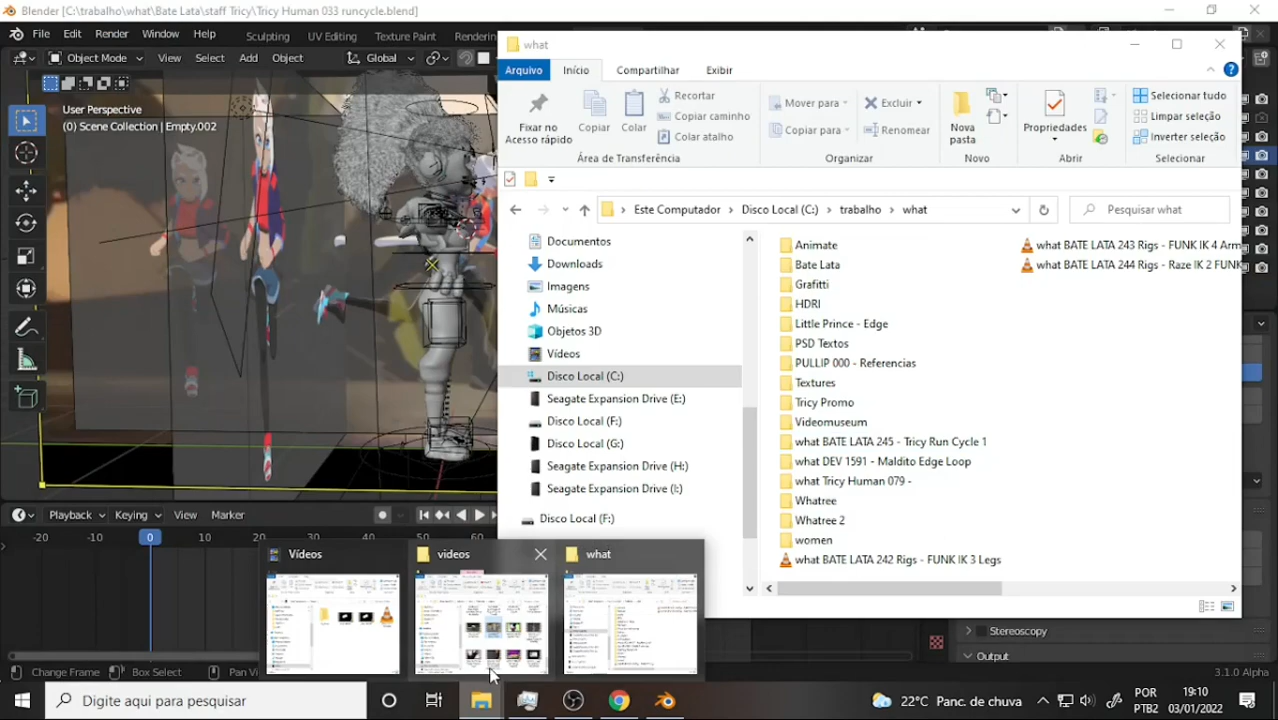 Blender [C:\trabalho\what\Bate Lata\staff Tricy\Tricy Human 033 runcycle.blend]
File Edit Render Window Help Sculpting UV Editing Texture Paint
Object Mode View Select Add Object Global
User Perspective
(0) Scene Collection | Empty.002
what
Arquivo Início Compartilhar Exibir
Fixar no Acesso rápido
Copiar
Colar
Recortar
Copiar caminho
Colar atalho
Área de Transferência
Mover para
Copiar para
Excluir
Renomear
Organizar
Nova pasta
Novo
Propriedades
Abrir
Selecionar tudo
Limpar seleção
Inverter seleção
Selecionar
Este Computador Disco Local (C:) trabalho what
Pesquisar what
Documentos
Downloads
Imagens
Músicas
Objetos 3D
Vídeos
Disco Local (C:)
Seagate Expansion Drive (E:)
Disco Local (F:)
Disco Local (G:)
Seagate Expansion Drive (H:)
Seagate Expansion Drive (I:)
Disco Local (F:)
Animate
Bate Lata
Grafitti
HDRI
Little Prince - Edge
PSD Textos
PULLIP 000 - Referencias
Textures
Tricy Promo
Videomuseum
what BATE LATA 245 - Tricy Run Cycle 1
what DEV 1591 - Maldito Edge Loop
what Tricy Human 079 -
Whatree
Whatree 2
women
what BATE LATA 242 Rigs - FUNK IK 3 Legs
what BATE LATA 243 Rigs - FUNK IK 4 Arm
what BATE LATA 244 Rigs - Raze IK 2 FUNK
Playback Keying View Marker
-20 -10 0 10 20 30 40 50 60
150
Vídeos
videos
what
Stereoscopy
Output
3.1.0 Alpha
Digite aqui para pesquisar
22°C Panc. de chuva
POR
PTB2
19:10
03/01/2022